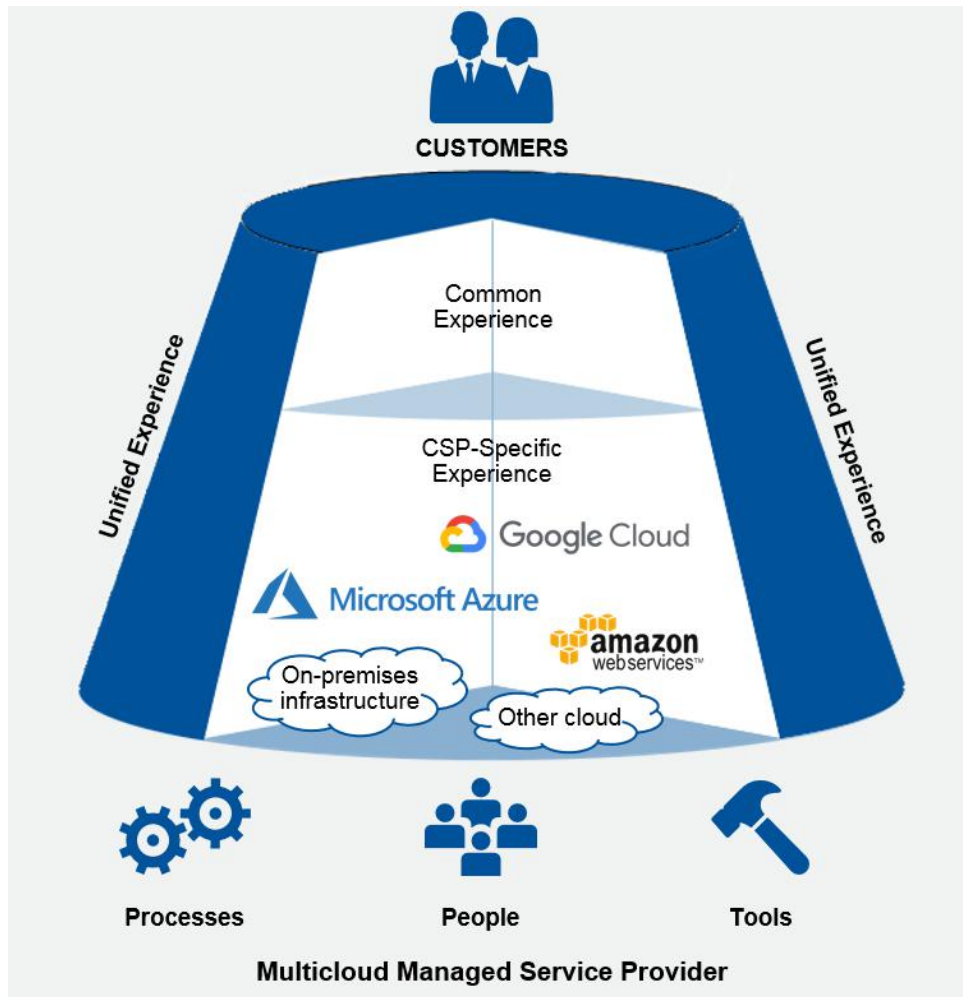 CUSTOMERS
Common
Experience
Unified Experience
Unified Experience
CSP-Specific
Experience
Google Cloud
Microsoft Azure
amazon
webservices™
On-premises
infrastructure
Other cloud
Processes
People
Tools
Multicloud Managed Service Provider